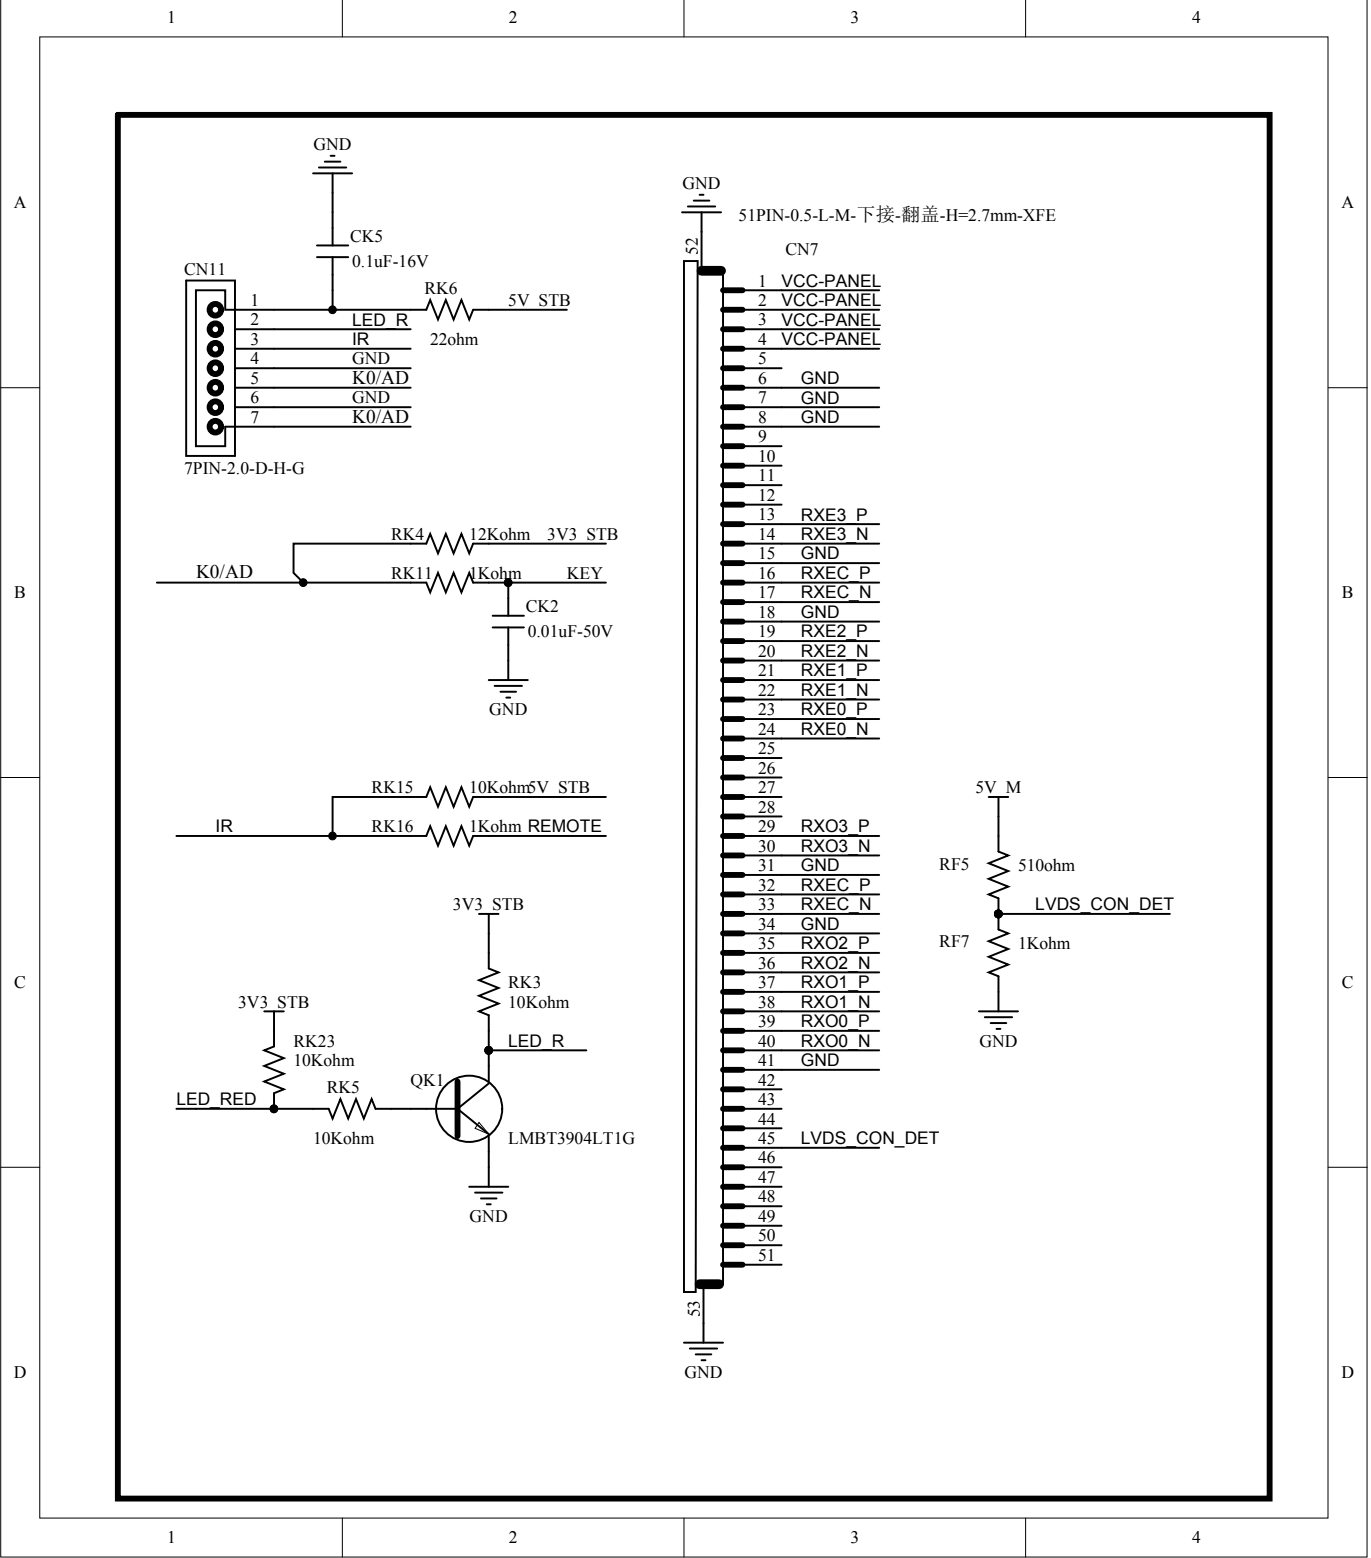 1 2 3 4
A A
B B
C C
D D
GND
CK5
0.1uF-16V
CN11
RK6
22ohm
5V_STB
1
2 LED_R
3 IR
4 GND
5 K0/AD
6 GND
7 K0/AD
7PIN-2.0-D-H-G
RK4 12Kohm 3V3_STB
K0/AD RK11 1Kohm KEY
CK2
0.01uF-50V
GND
RK15 10Kohm 5V_STB
IR RK16 1Kohm REMOTE
3V3_STB
RK3
10Kohm
3V3_STB
RK23
10Kohm
LED_R
RK5
QK1
LED_RED
10Kohm
LMBT3904LT1G
GND
GND
51PIN-0.5-L-M-下接-翻盖-H=2.7mm-XFE
52
CN7
1 VCC-PANEL
2 VCC-PANEL
3 VCC-PANEL
4 VCC-PANEL
5
6 GND
7 GND
8 GND
9
10
11
12
13 RXE3_P
14 RXE3_N
15 GND
16 RXEC_P
17 RXEC_N
18 GND
19 RXE2_P
20 RXE2_N
21 RXE1_P
22 RXE1_N
23 RXE0_P
24 RXE0_N
25
26
27
28
29 RXO3_P
30 RXO3_N
31 GND
32 RXEC_P
33 RXEC_N
34 GND
35 RXO2_P
36 RXO2_N
37 RXO1_P
38 RXO1_N
39 RXO0_P
40 RXO0_N
41 GND
42
43
44
45 LVDS_CON_DET
46
47
48
49
50
51
53
GND
5V_M
RF5 510ohm
LVDS_CON_DET
RF7 1Kohm
GND
1 2 3 4